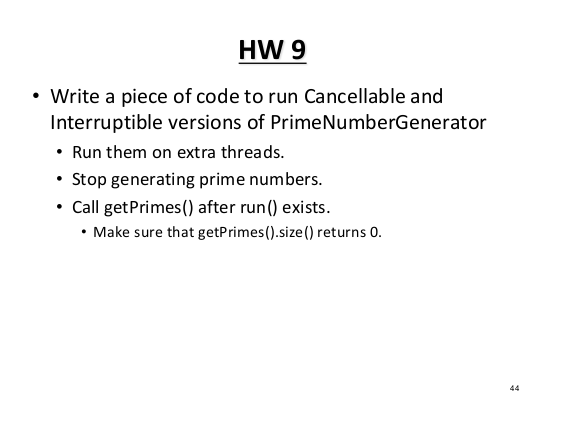 HW 9
• Write a piece of code to run Cancellable and
Interruptible versions of PrimeNumberGenerator
• Run them on extra threads.
• Stop generating prime numbers.
• Call getPrimes() after run() exists.
• Make sure that getPrimes().size() returns 0.
44